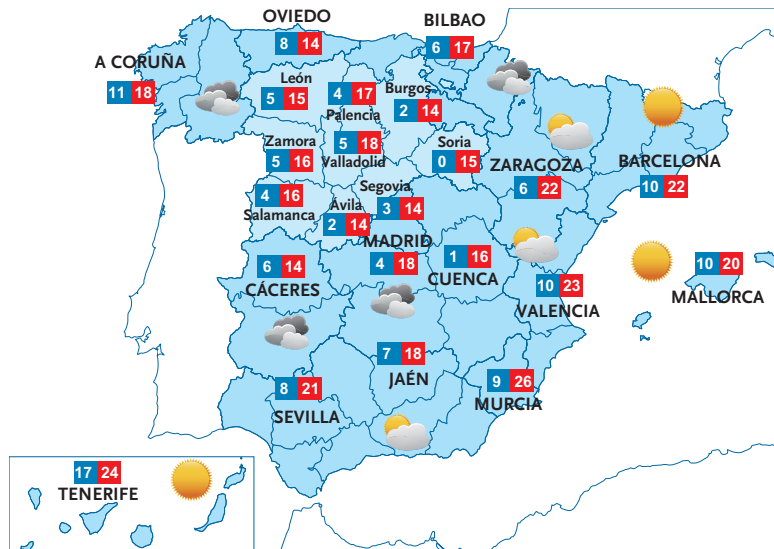 OVIEDO
8 14
BILBAO
6 17
A CORUÑA
11 18
León
5 15
4 17
Palencia
Burgos
2 14
Zamora
5 16
5 18
Valladolid
Soria
0 15
ZARAGOZA
6 22
BARCELONA
10 22
4 16
Salamanca
Ávila
2 14
Segovia
3 14
MADRID
4 18
1 16
CUENCA
6 14
CÁCERES
10 23
VALENCIA
10 20
MALLORCA
7 18
JAÉN
8 21
SEVILLA
9 26
MURCIA
17 24
TENERIFE